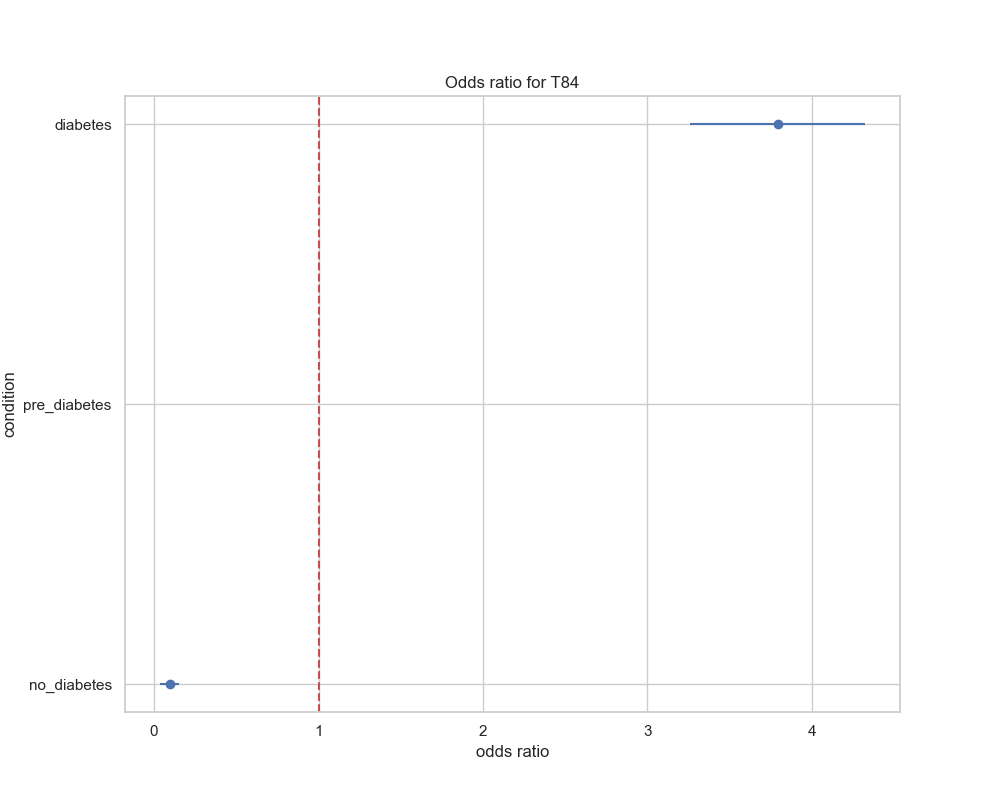 Odds ratio for T84
diabetes
pre_diabetes
no_diabetes
condition
0 1 2 3 4
odds ratio